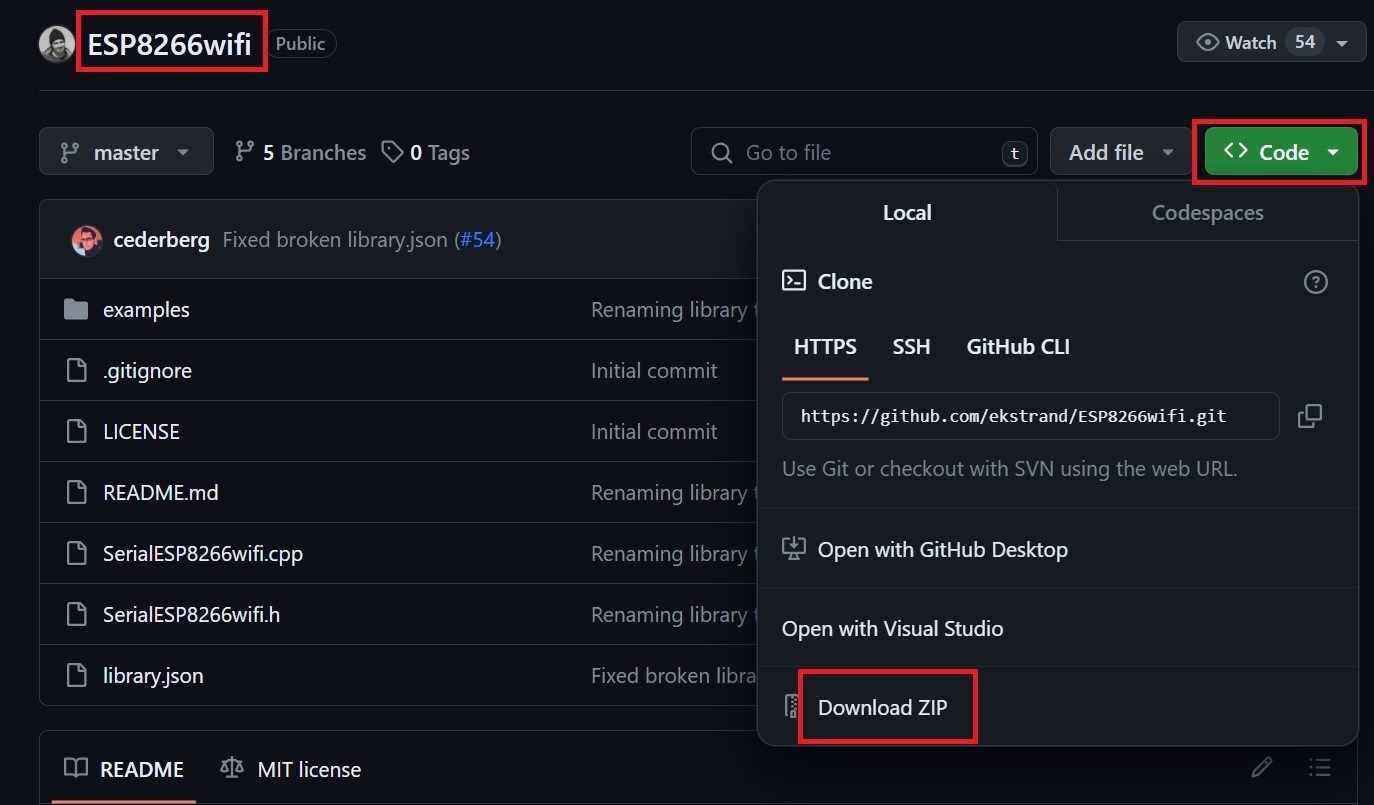 ESP8266wifi Public Watch 54
master 5 Branches 0 Tags Go to file t Add file <> Code
Local Codespaces
cederberg Fixed broken library.json (#54)
Clone
examples Renaming library
HTTPS SSH GitHub CLI
.gitignore Initial commit
https://github.com/ekstrand/ESP8266wifi.git
LICENSE Initial commit
Use Git or checkout with SVN using the web URL.
README.md Renaming library
Open with GitHub Desktop
SerialESP8266wifi.cpp Renaming library
SerialESP8266wifi.h Renaming library
Open with Visual Studio
library.json Fixed broken libra
Download ZIP
README MIT license